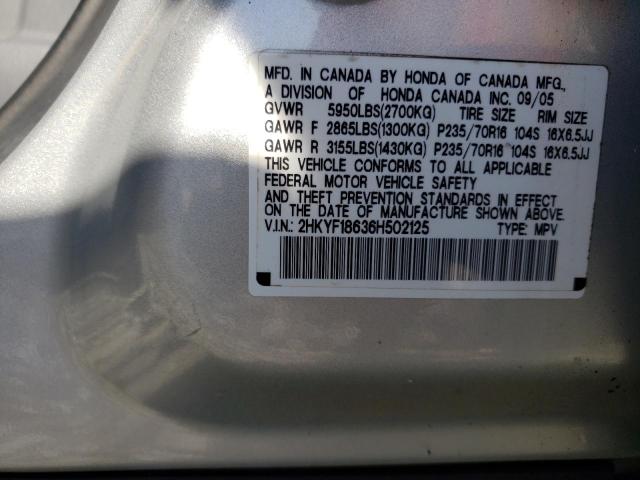 MFD. IN CANADA BY HONDA OF CANADA MFG.,
A DIVISION OF HONDA CANADA INC. 09/05
GVWR 5950LBS(2700KG) TIRE SIZE RIM SIZE
GAWR F 2865LBS(1300KG) P235/70R16 104S 16X6.5JJ
GAWR R 3155LBS(1430KG) P235/70R16 104S 16X6.5JJ
THIS VEHICLE CONFORMS TO ALL APPLICABLE
FEDERAL MOTOR VEHICLE SAFETY
AND THEFT PREVENTION STANDARDS IN EFFECT
ON THE DATE OF MANUFACTURE SHOWN ABOVE.
V.I.N.: 2HKYF18636H502125 TYPE: MPV